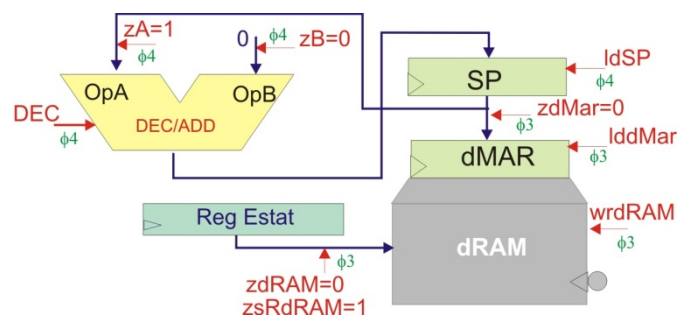 zA=1
ϕ4
0
zB=0
ϕ4
OpA
OpB
DEC
ϕ4
DEC/ADD
SP
ldSP
ϕ4
zdMar=0
ϕ3
dMAR
lddMar
ϕ3
Reg Estat
ϕ3
zdRAM=0
zsRdRAM=1
dRAM
wrdRAM
ϕ3